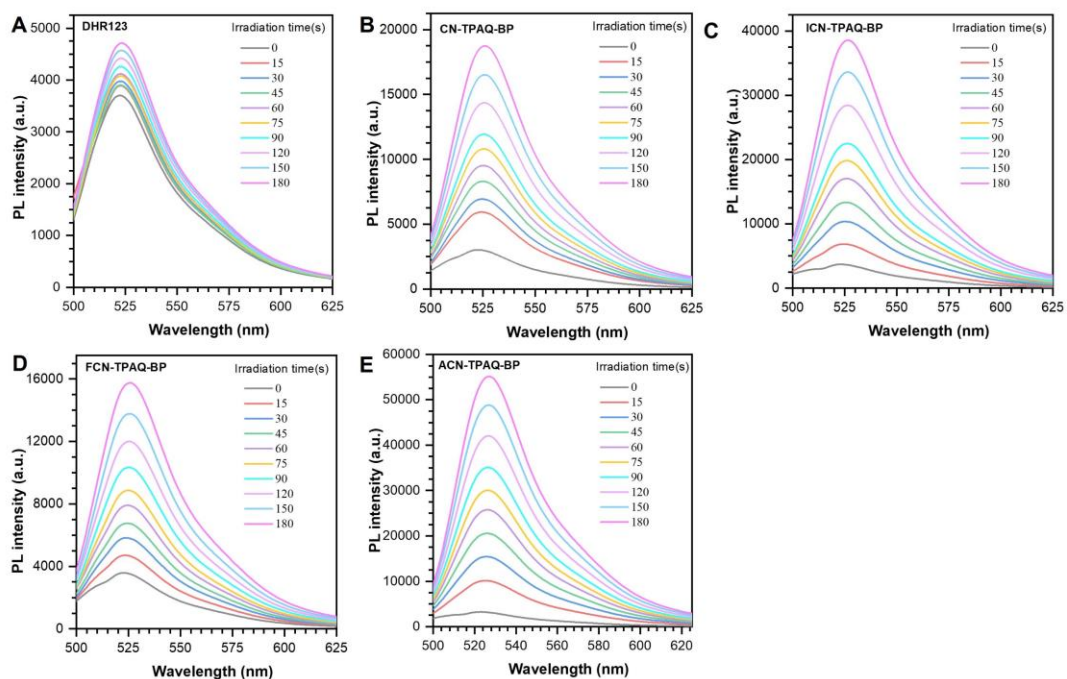 A
DHR123
Irradiation time(s)
0
15
30
45
60
75
90
120
150
180
5000
4000
3000
2000
1000
0
PL intensity (a.u.)
500 525 550 575 600 625
Wavelength (nm)
B
CN-TPAQ-BP
Irradiation time(s)
0
15
30
45
60
75
90
120
150
180
20000
15000
10000
5000
0
PL intensity (a.u.)
500 525 550 575 600 625
Wavelength (nm)
C
ICN-TPAQ-BP
Irradiation time(s)
0
15
30
45
60
75
90
120
150
180
40000
30000
20000
10000
0
PL intensity (a.u.)
500 525 550 575 600 625
Wavelength (nm)
D
FCN-TPAQ-BP
Irradiation time(s)
0
15
30
45
60
75
90
120
150
180
16000
12000
8000
4000
0
PL intensity (a.u.)
500 525 550 575 600 625
Wavelength (nm)
E
ACN-TPAQ-BP
Irradiation time(s)
0
15
30
45
60
75
90
120
150
180
60000
50000
40000
30000
20000
10000
0
PL intensity (a.u.)
500 520 540 560 580 600 620
Wavelength (nm)